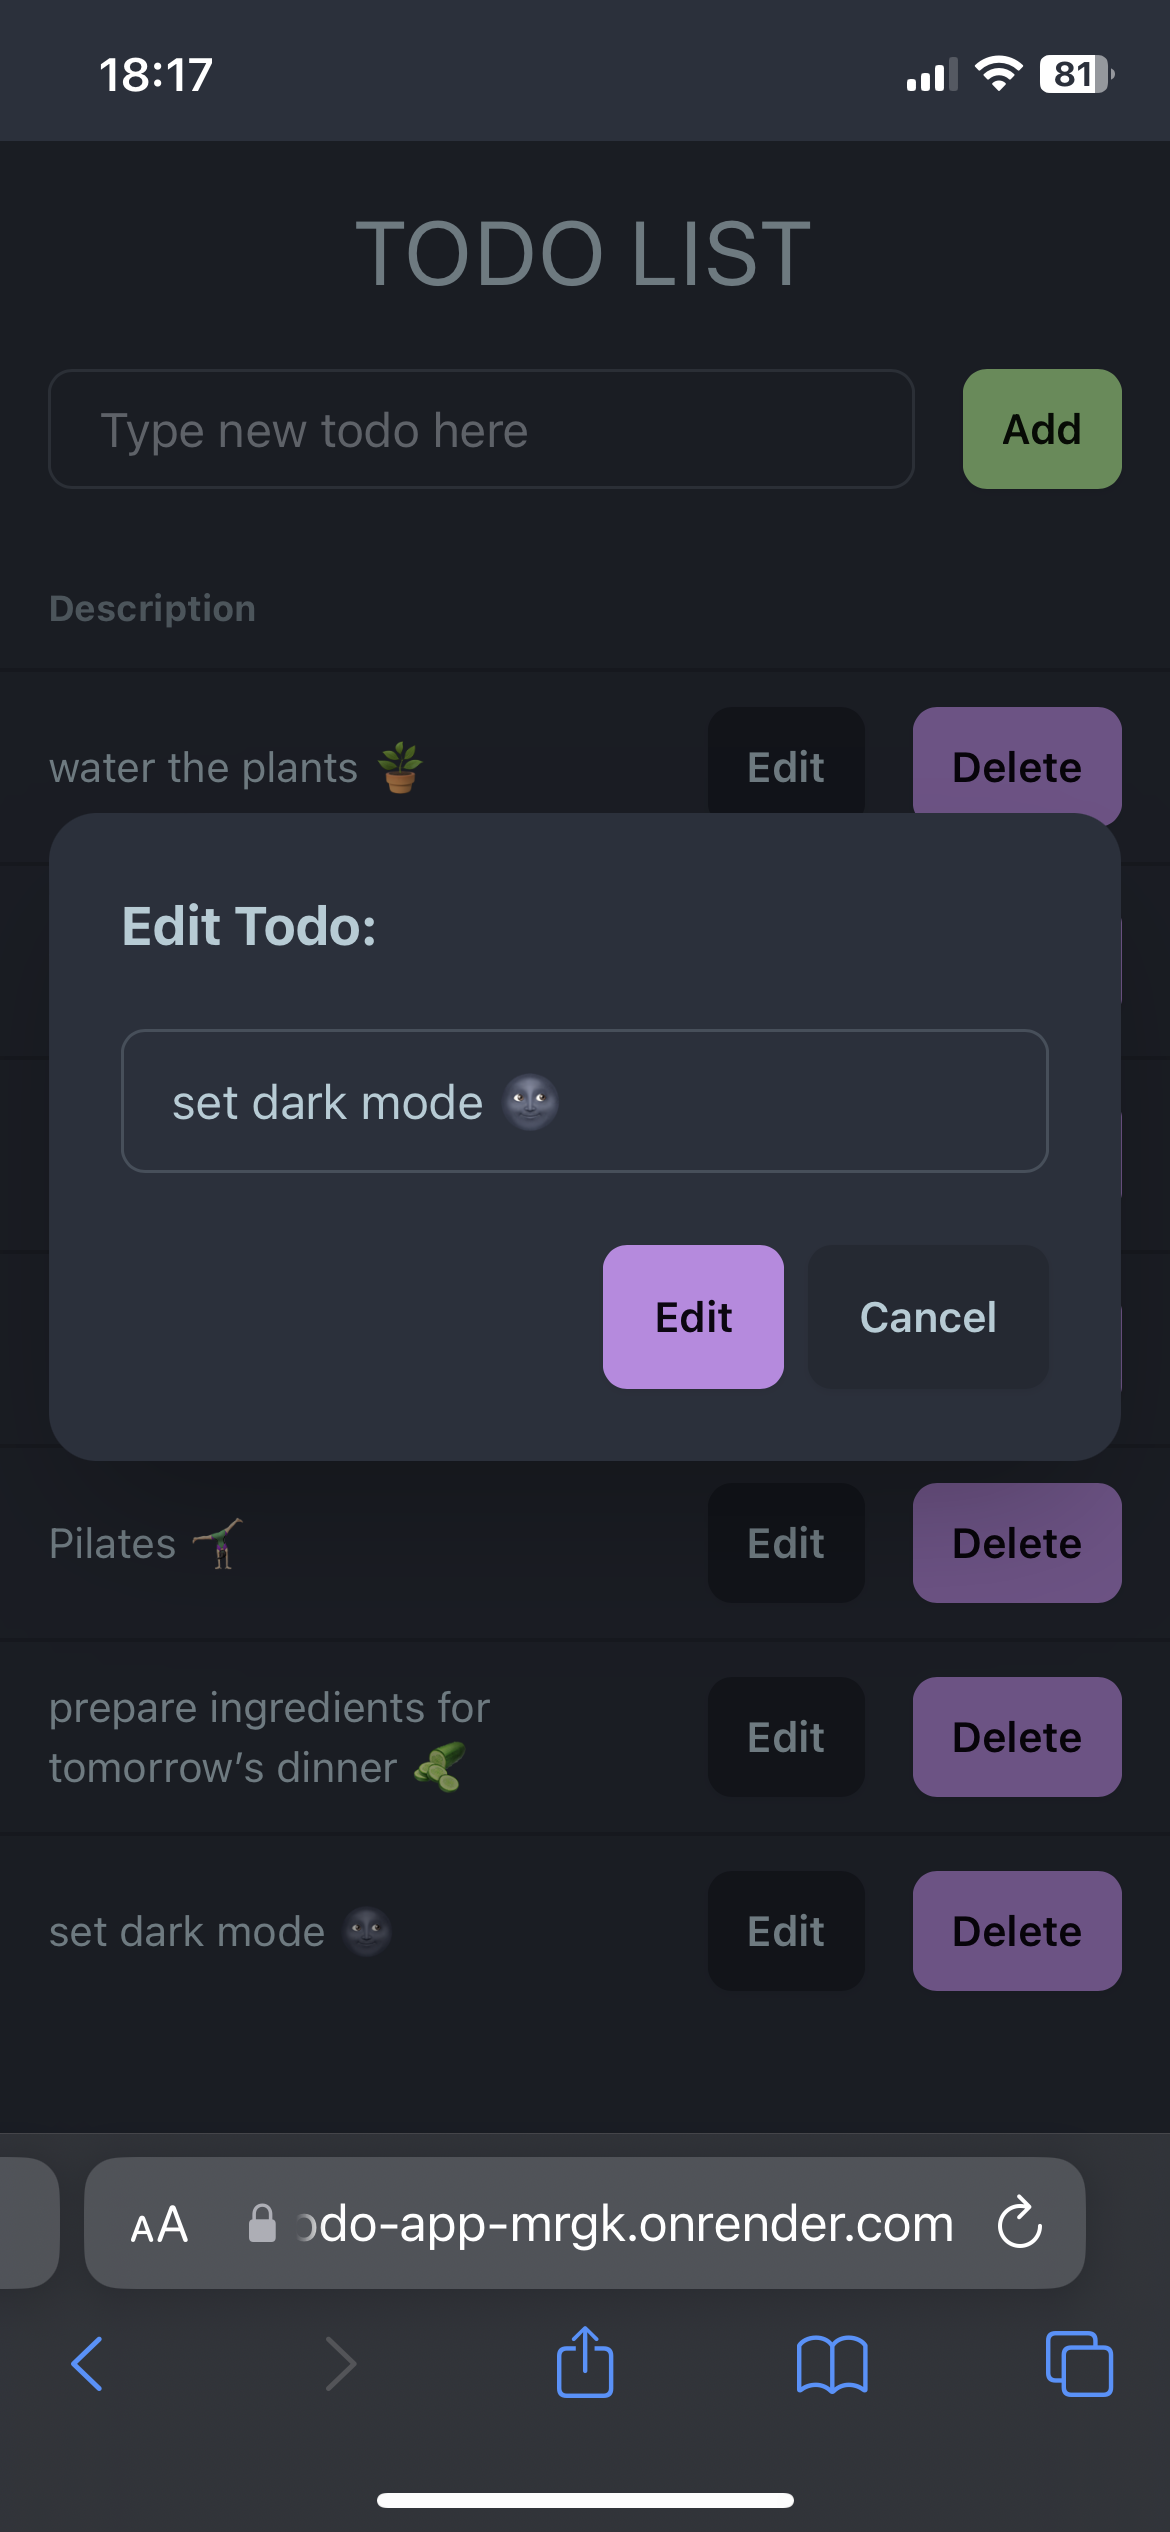 18:17
81
TODO LIST
Type new todo here
Add
Description
water the plants 🪴
Edit
Delete
Edit Todo:
set dark mode 🌚
Edit
Cancel
Pilates 🤸🏽‍♀️
Edit
Delete
prepare ingredients for
tomorrow’s dinner 🥒
Edit
Delete
set dark mode 🌚
Edit
Delete
AA
do-app-mrgk.onrender.com